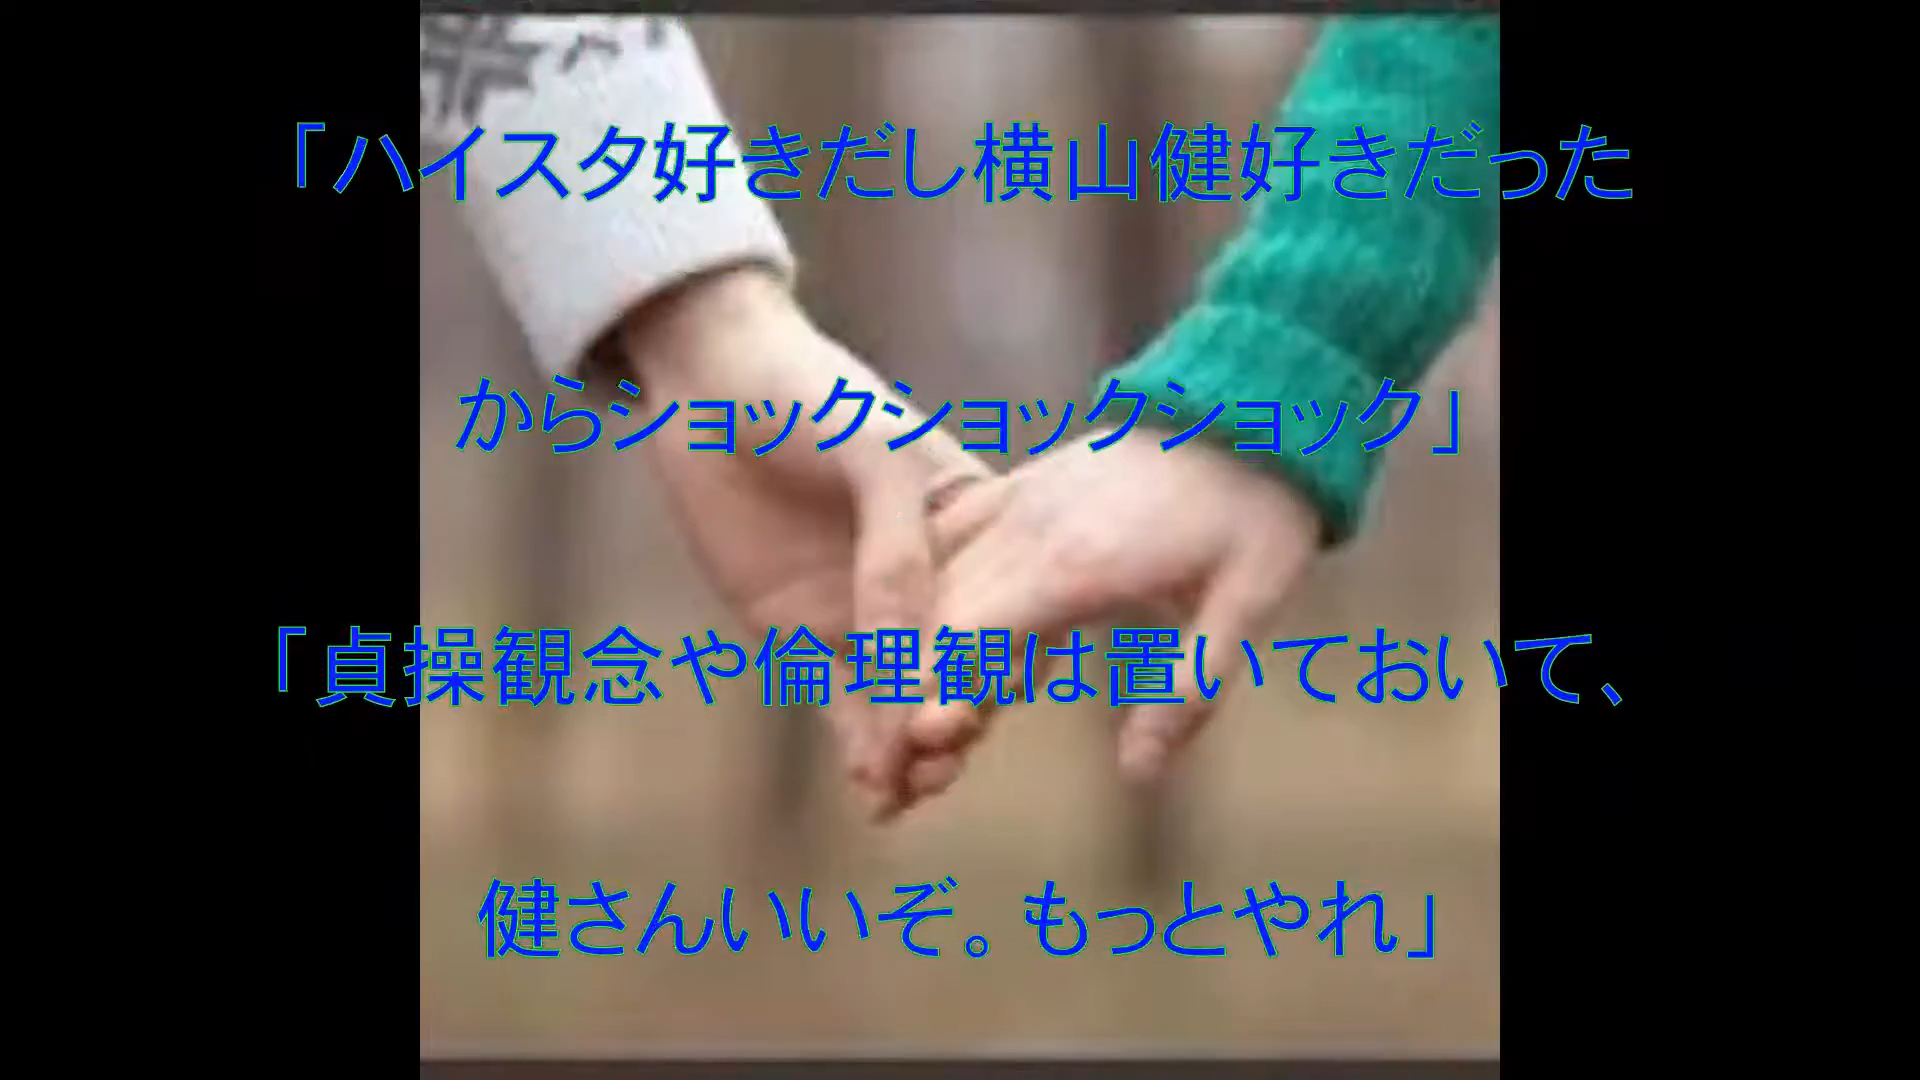 「ハイスタ好きだし横山健好きだった
からショックショックショック」
「貞操観念や倫理観は置いておいて、
健さんいいぞ。もっとやれ」